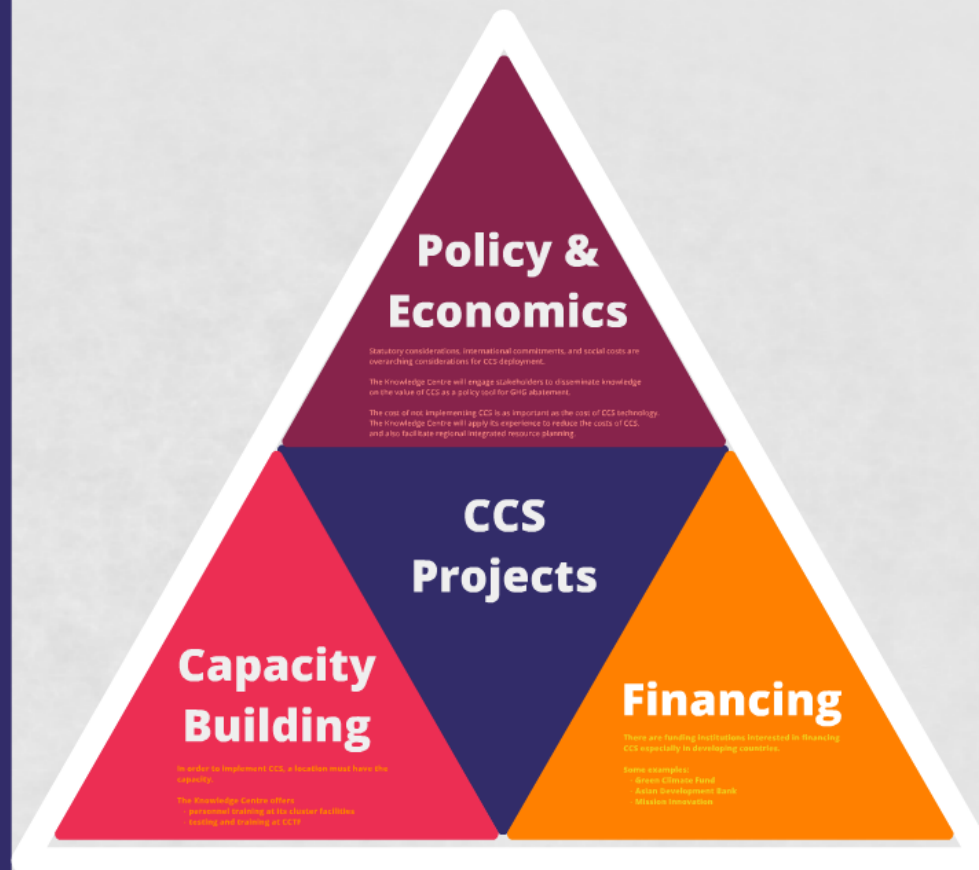 Policy &
Economics
Statutory considerations, international commitments, and social costs are
overarching considerations for CCS deployment.
The Knowledge Centre will engage stakeholders to disseminate knowledge
on the value of CCS as a policy tool for GHG abatement.
The cost of not implementing CCS is as important as the cost of CCS technology.
The Knowledge Centre will apply its experience to reduce the costs of CCS,
and also facilitate regional integrated resource planning.
CCS
Projects
Capacity
Building
In order to implement CCS, a location must have the
capacity.
The Knowledge Centre offers
- personnel training at its cluster facilities
- testing and training at CCTF
Financing
There are funding institutions interested in financing
CCS especially in developing countries.
Some examples:
- Green Climate Fund
- Asian Development Bank
- Mission Innovation